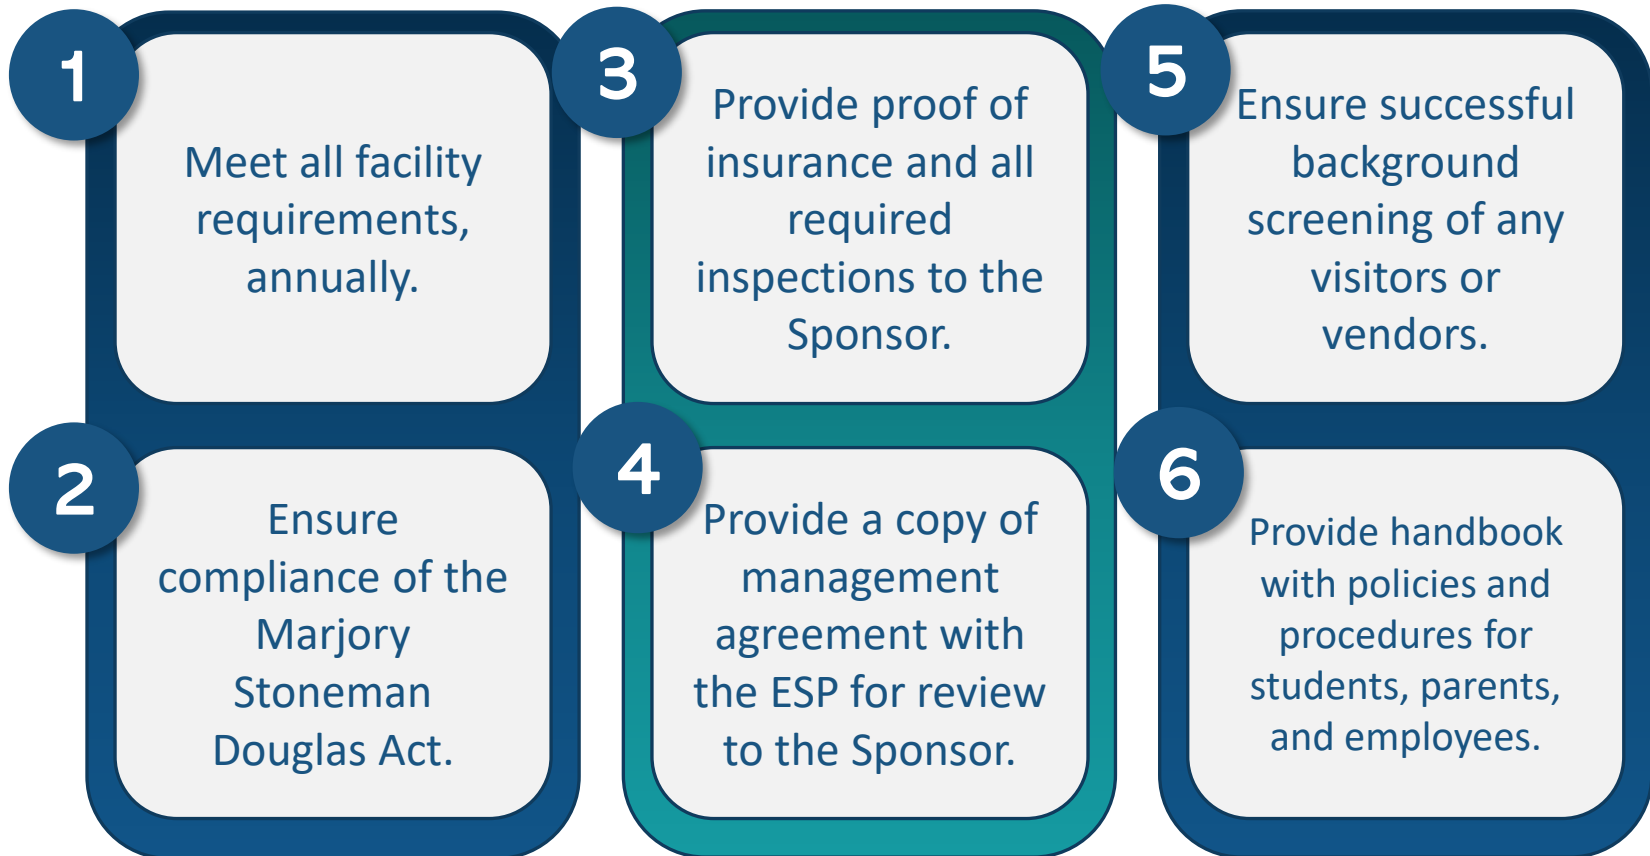 1
Meet all facility
requirements,
annually.
2
Ensure
compliance of the
Marjory
Stoneman
Douglas Act.
3
Provide proof of
insurance and all
required
inspections to the
Sponsor.
4
Provide a copy of
management
agreement with
the ESP for review
to the Sponsor.
5
Ensure successful
background
screening of any
visitors or
vendors.
6
Provide handbook
with policies and
procedures for
students, parents,
and employees.